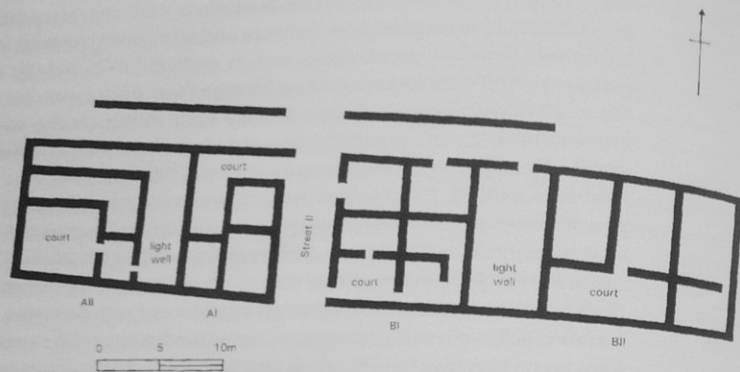 court
court
light
well
Street II
court
light
well
court
AII
AI
BI
BII
0 5 10m